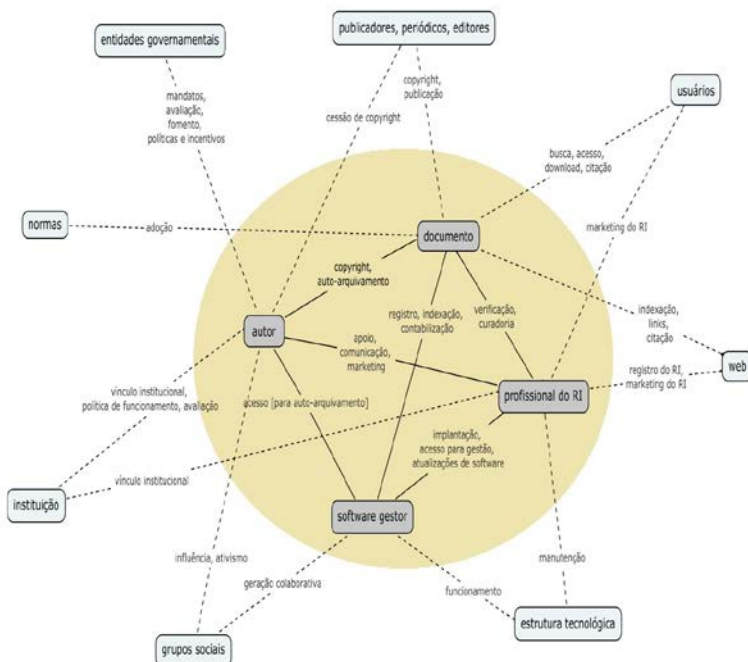 publicadores, periódicos, editores
entidades governamentais
copyright,
publicação
usuários
mandatos,
avaliação,
fomento,
políticas e incentivos
cessão de copyright
busca, acesso,
download, citação
normas
adoção
documento
marketing do RI
copyright,
auto-arquivamento
registro, indexação,
contabilização
verificação,
curadoria
indexação,
links,
citação
autor
apoio,
comunicação,
marketing
web
registro do RI,
marketing do RI
vínculo institucional,
política de funcionamento, avaliação
acesso [para auto-arquivamento]
profissional do RI
implantação,
acesso para gestão,
atualizações de software
vínculo institucional
instituição
software gestor
influência, ativismo
manutenção
geração colaborativa
funcionamento
estrutura tecnológica
grupos sociais